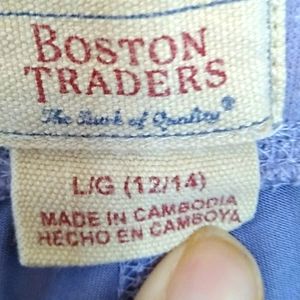 BOSTON
TRADERS
The Mark of Quality®
L/G (12/14)
MADE IN CAMBODIA
HECHO EN CAMBOYA